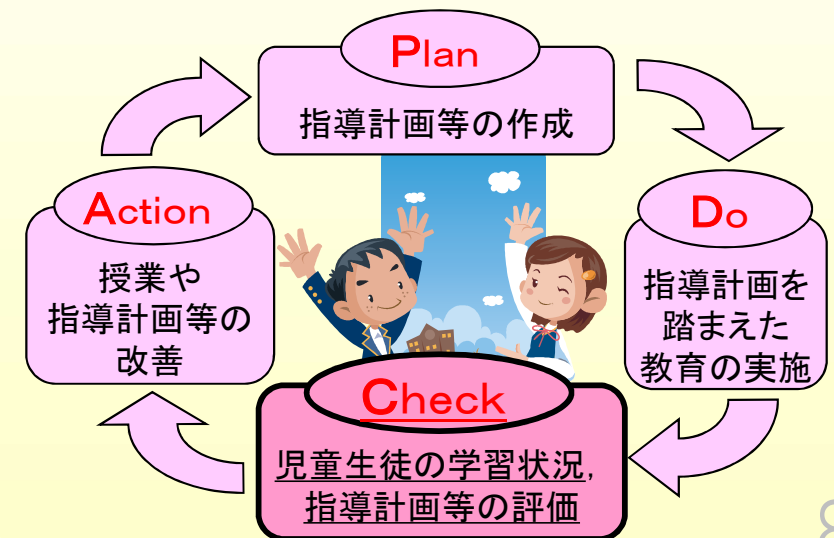 Plan
指導計画等の作成
Do
指導計画を
踏まえた
教育の実施
Check
児童生徒の学習状況，
指導計画等の評価
Action
授業や
指導計画等の
改善